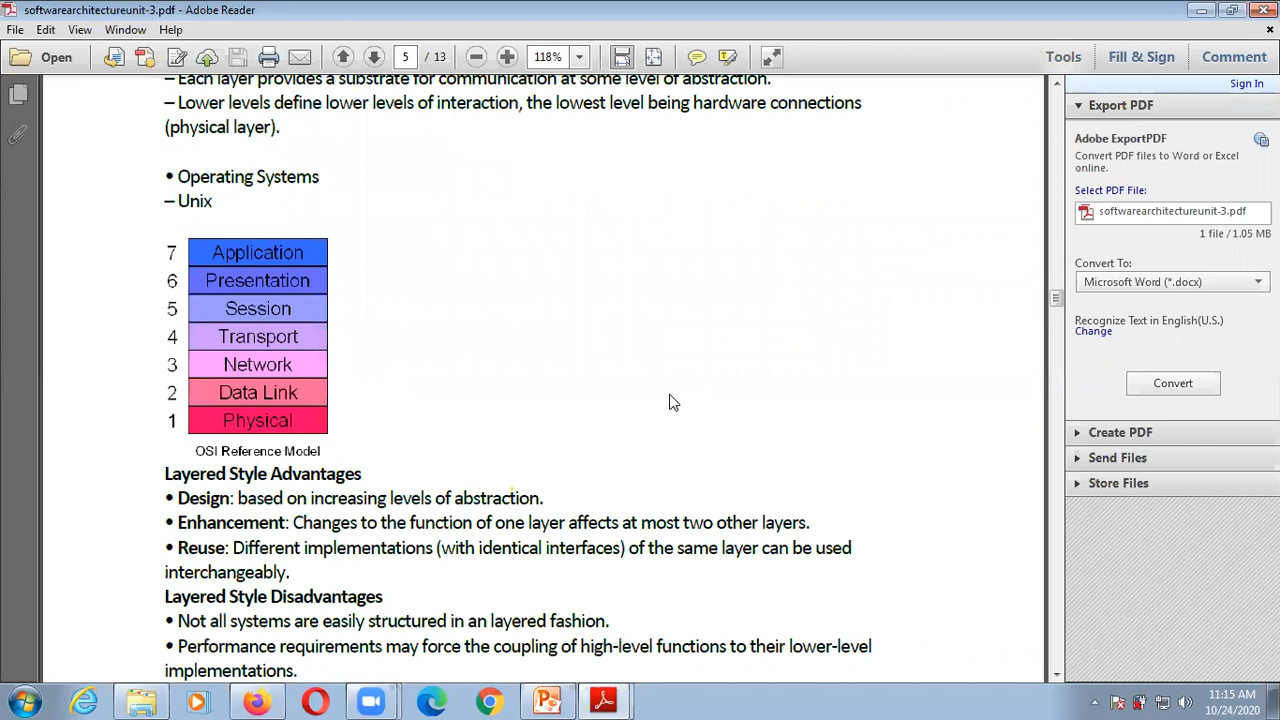 softwarearchitectureunit-3.pdf - Adobe Reader
File Edit View Window Help
Open 5 / 13 118% Tools Fill & Sign Comment
Sign In
– Each layer provides a substrate for communication at some level of abstraction.
– Lower levels define lower levels of interaction, the lowest level being hardware connections
(physical layer).
• Operating Systems
– Unix
7 Application
6 Presentation
5 Session
4 Transport
3 Network
2 Data Link
1 Physical
OSI Reference Model
Layered Style Advantages
• Design: based on increasing levels of abstraction.
• Enhancement: Changes to the function of one layer affects at most two other layers.
• Reuse: Different implementations (with identical interfaces) of the same layer can be used
interchangeably.
Layered Style Disadvantages
• Not all systems are easily structured in an layered fashion.
• Performance requirements may force the coupling of high-level functions to their lower-level
implementations.
Export PDF
Adobe ExportPDF
Convert PDF files to Word or Excel
online.
Select PDF File:
softwarearchitectureunit-3.pdf
1 file / 1.05 MB
Convert To:
Microsoft Word (*.docx)
Recognize Text in English(U.S.)
Change
Convert
Create PDF
Send Files
Store Files
11:15 AM
10/24/2020